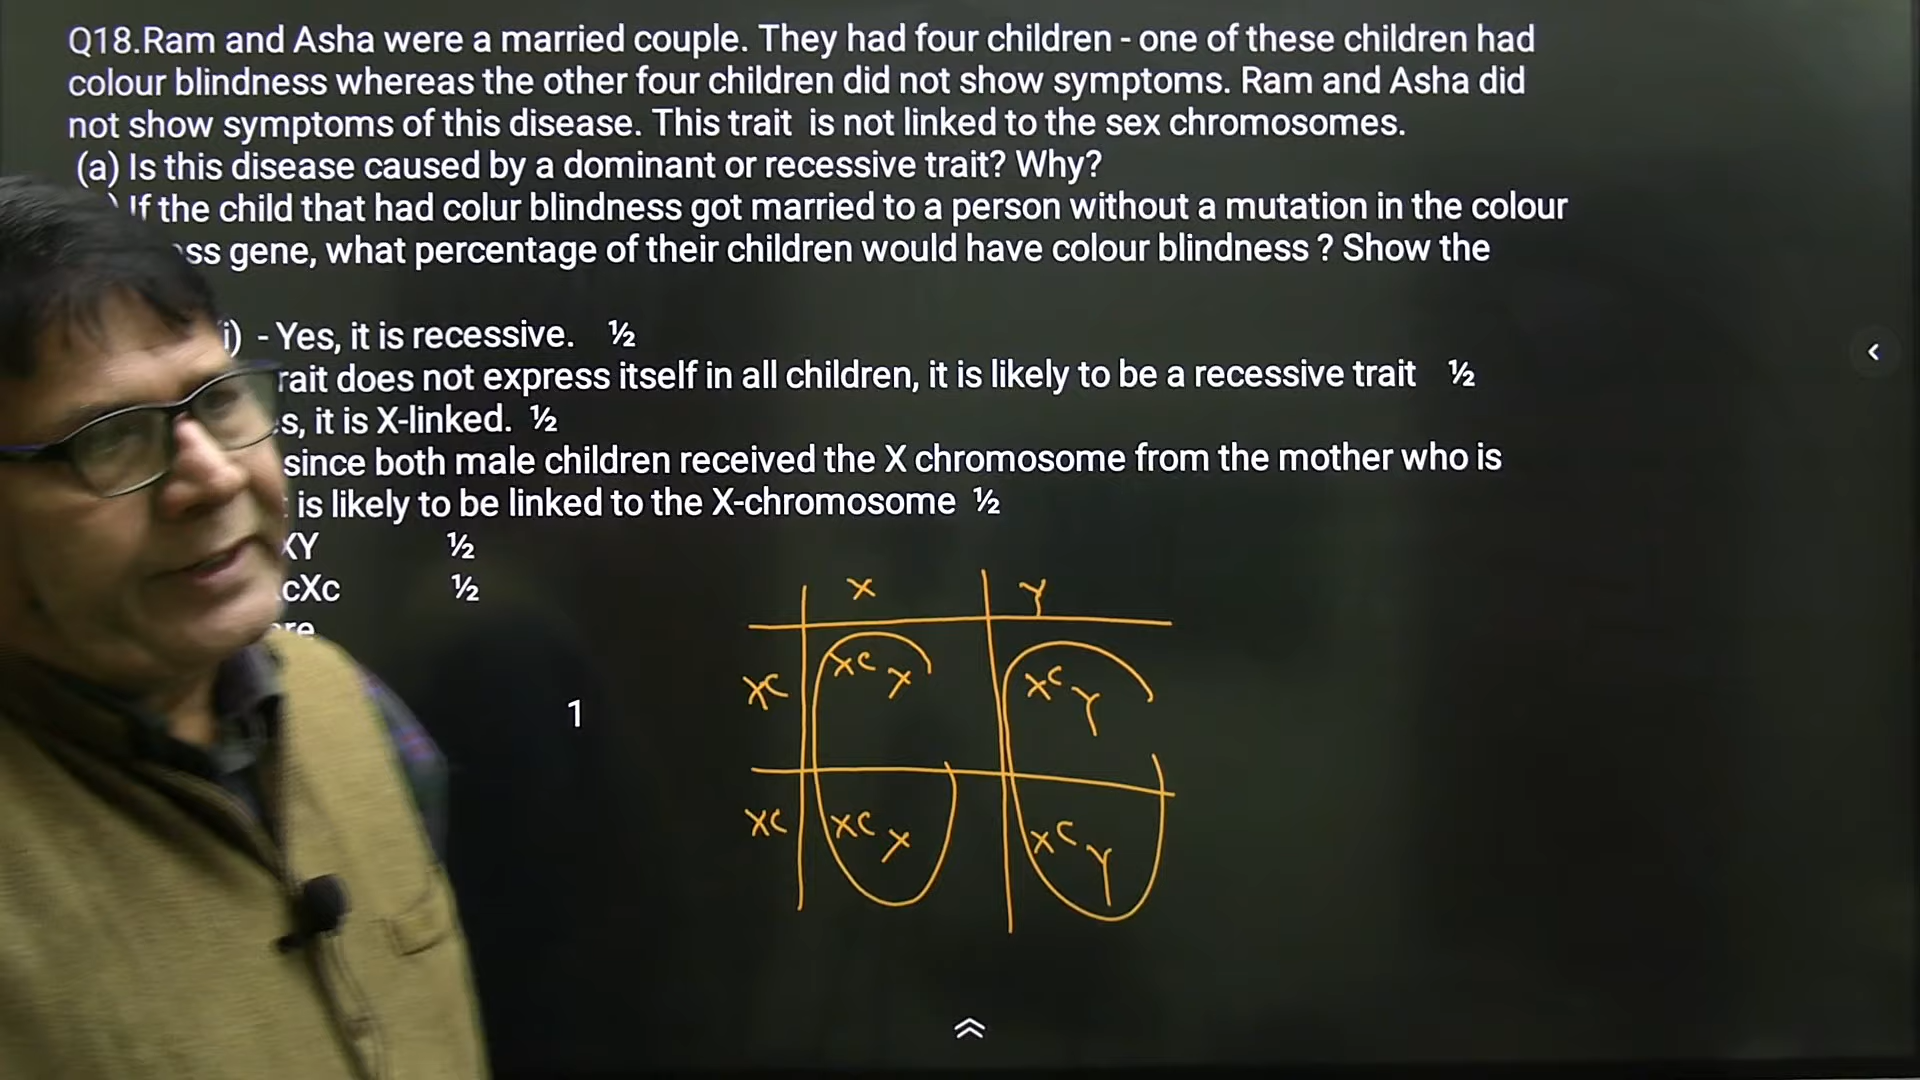 Q18.Ram and Asha were a married couple. They had four children - one of these children had
colour blindness whereas the other four children did not show symptoms. Ram and Asha did
not show symptoms of this disease. This trait is not linked to the sex chromosomes.
(a) Is this disease caused by a dominant or recessive trait? Why?
) If the child that had colur blindness got married to a person without a mutation in the colour
ss gene, what percentage of their children would have colour blindness ? Show the
i) - Yes, it is recessive. ½
rait does not express itself in all children, it is likely to be a recessive trait ½
s, it is X-linked. ½
since both male children received the X chromosome from the mother who is
is likely to be linked to the X-chromosome ½
XY ½
cXc ½
re
1
X Y
Xc XcX XcY
Xc XcX XcY